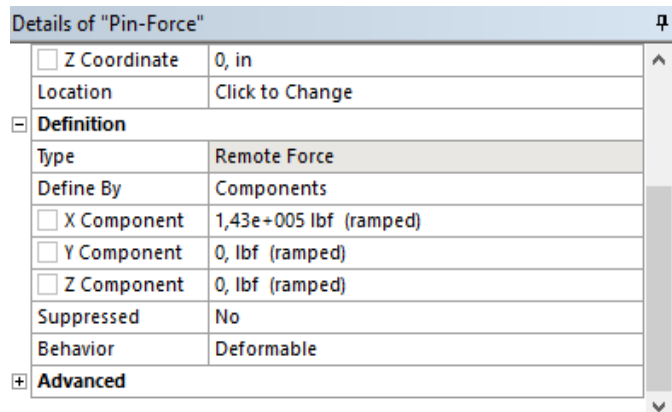 Details of "Pin-Force"
Z Coordinate 0, in
Location Click to Change
Definition
Type Remote Force
Define By Components
X Component 1,43e+005 lbf (ramped)
Y Component 0, lbf (ramped)
Z Component 0, lbf (ramped)
Suppressed No
Behavior Deformable
Advanced